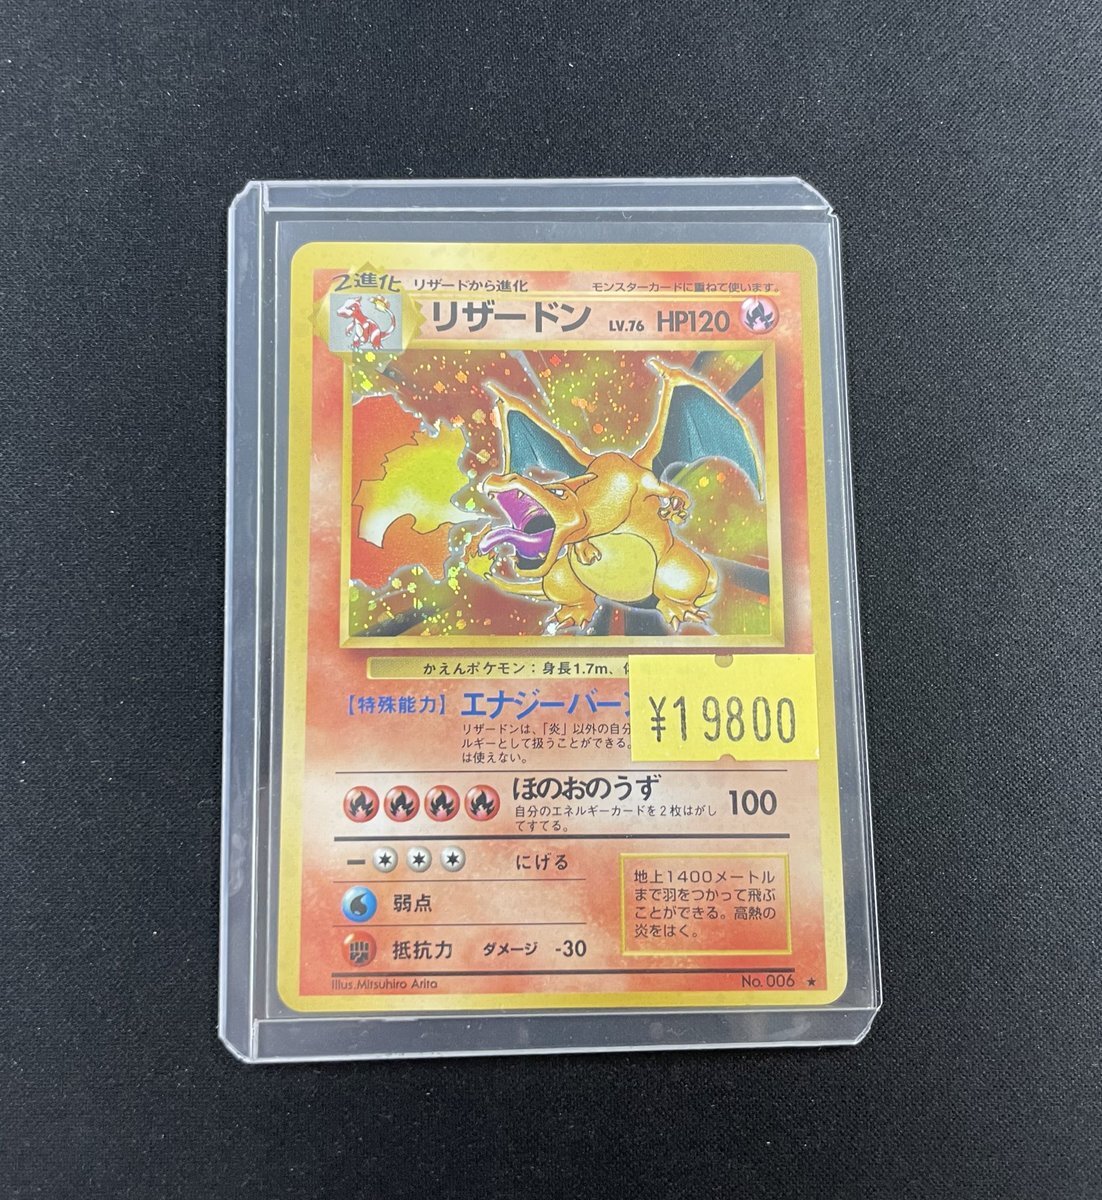 2進化 リザードから進化 モンスターカードに重ねて使います。
リザードン LV.76 HP120
かえんポケモン：身長1.7m、
【特殊能力】 エナジーバーン
リザードンは、「炎」以外の自分
ルギーとして扱うことができる。
は使えない。
¥19800
ほのおのうず 100
自分のエネルギーカードを2枚はがし
てすてる。
にげる
弱点
抵抗力 ダメージ -30
地上1400メートル
まで羽をつかって飛ぶ
ことができる。高熱の
炎をはく。
Illus.Mitsuhiro Arita No.006 ★